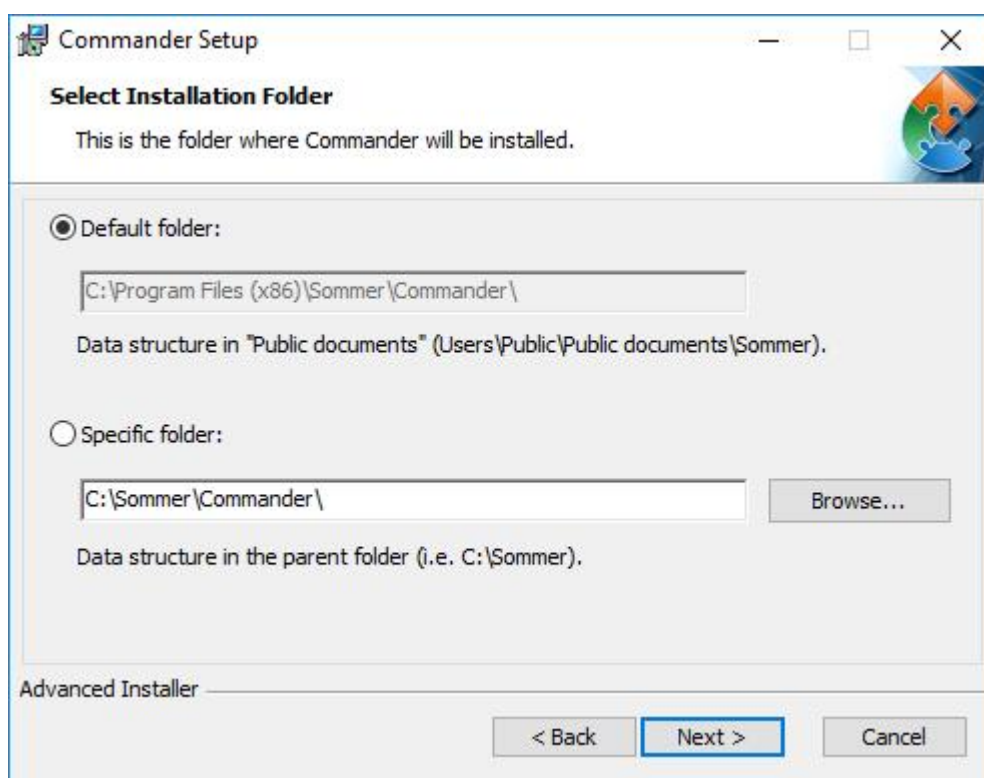 Commander Setup
Select Installation Folder
This is the folder where Commander will be installed.
Default folder:
C:\Program Files (x86)\Sommer\Commander\
Data structure in "Public documents" (Users\Public\Public documents\Sommer).
Specific folder:
C:\Sommer\Commander\
Browse...
Data structure in the parent folder (i.e. C:\Sommer).
Advanced Installer
< Back
Next >
Cancel